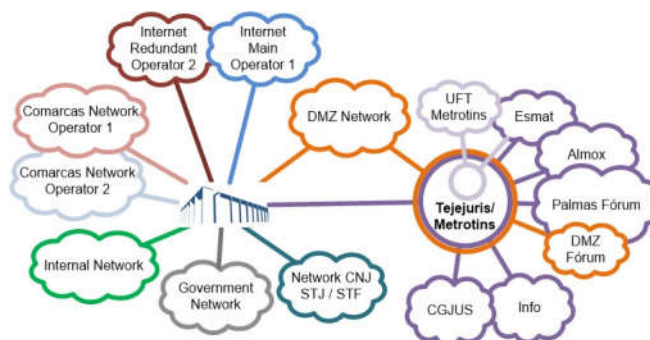 Internet
Redundant
Operator 2
Internet
Main
Operator 1
Comarcas Network
Operator 1
DMZ Network
UFT
Metrotins
Esmat
Almox
Comarcas Network
Operator 2
Tejejuris/
Metrotins
Palmas Fórum
DMZ
Fórum
Internal Network
Government
Network
Network CNJ
STJ / STF
CGJUS
Info